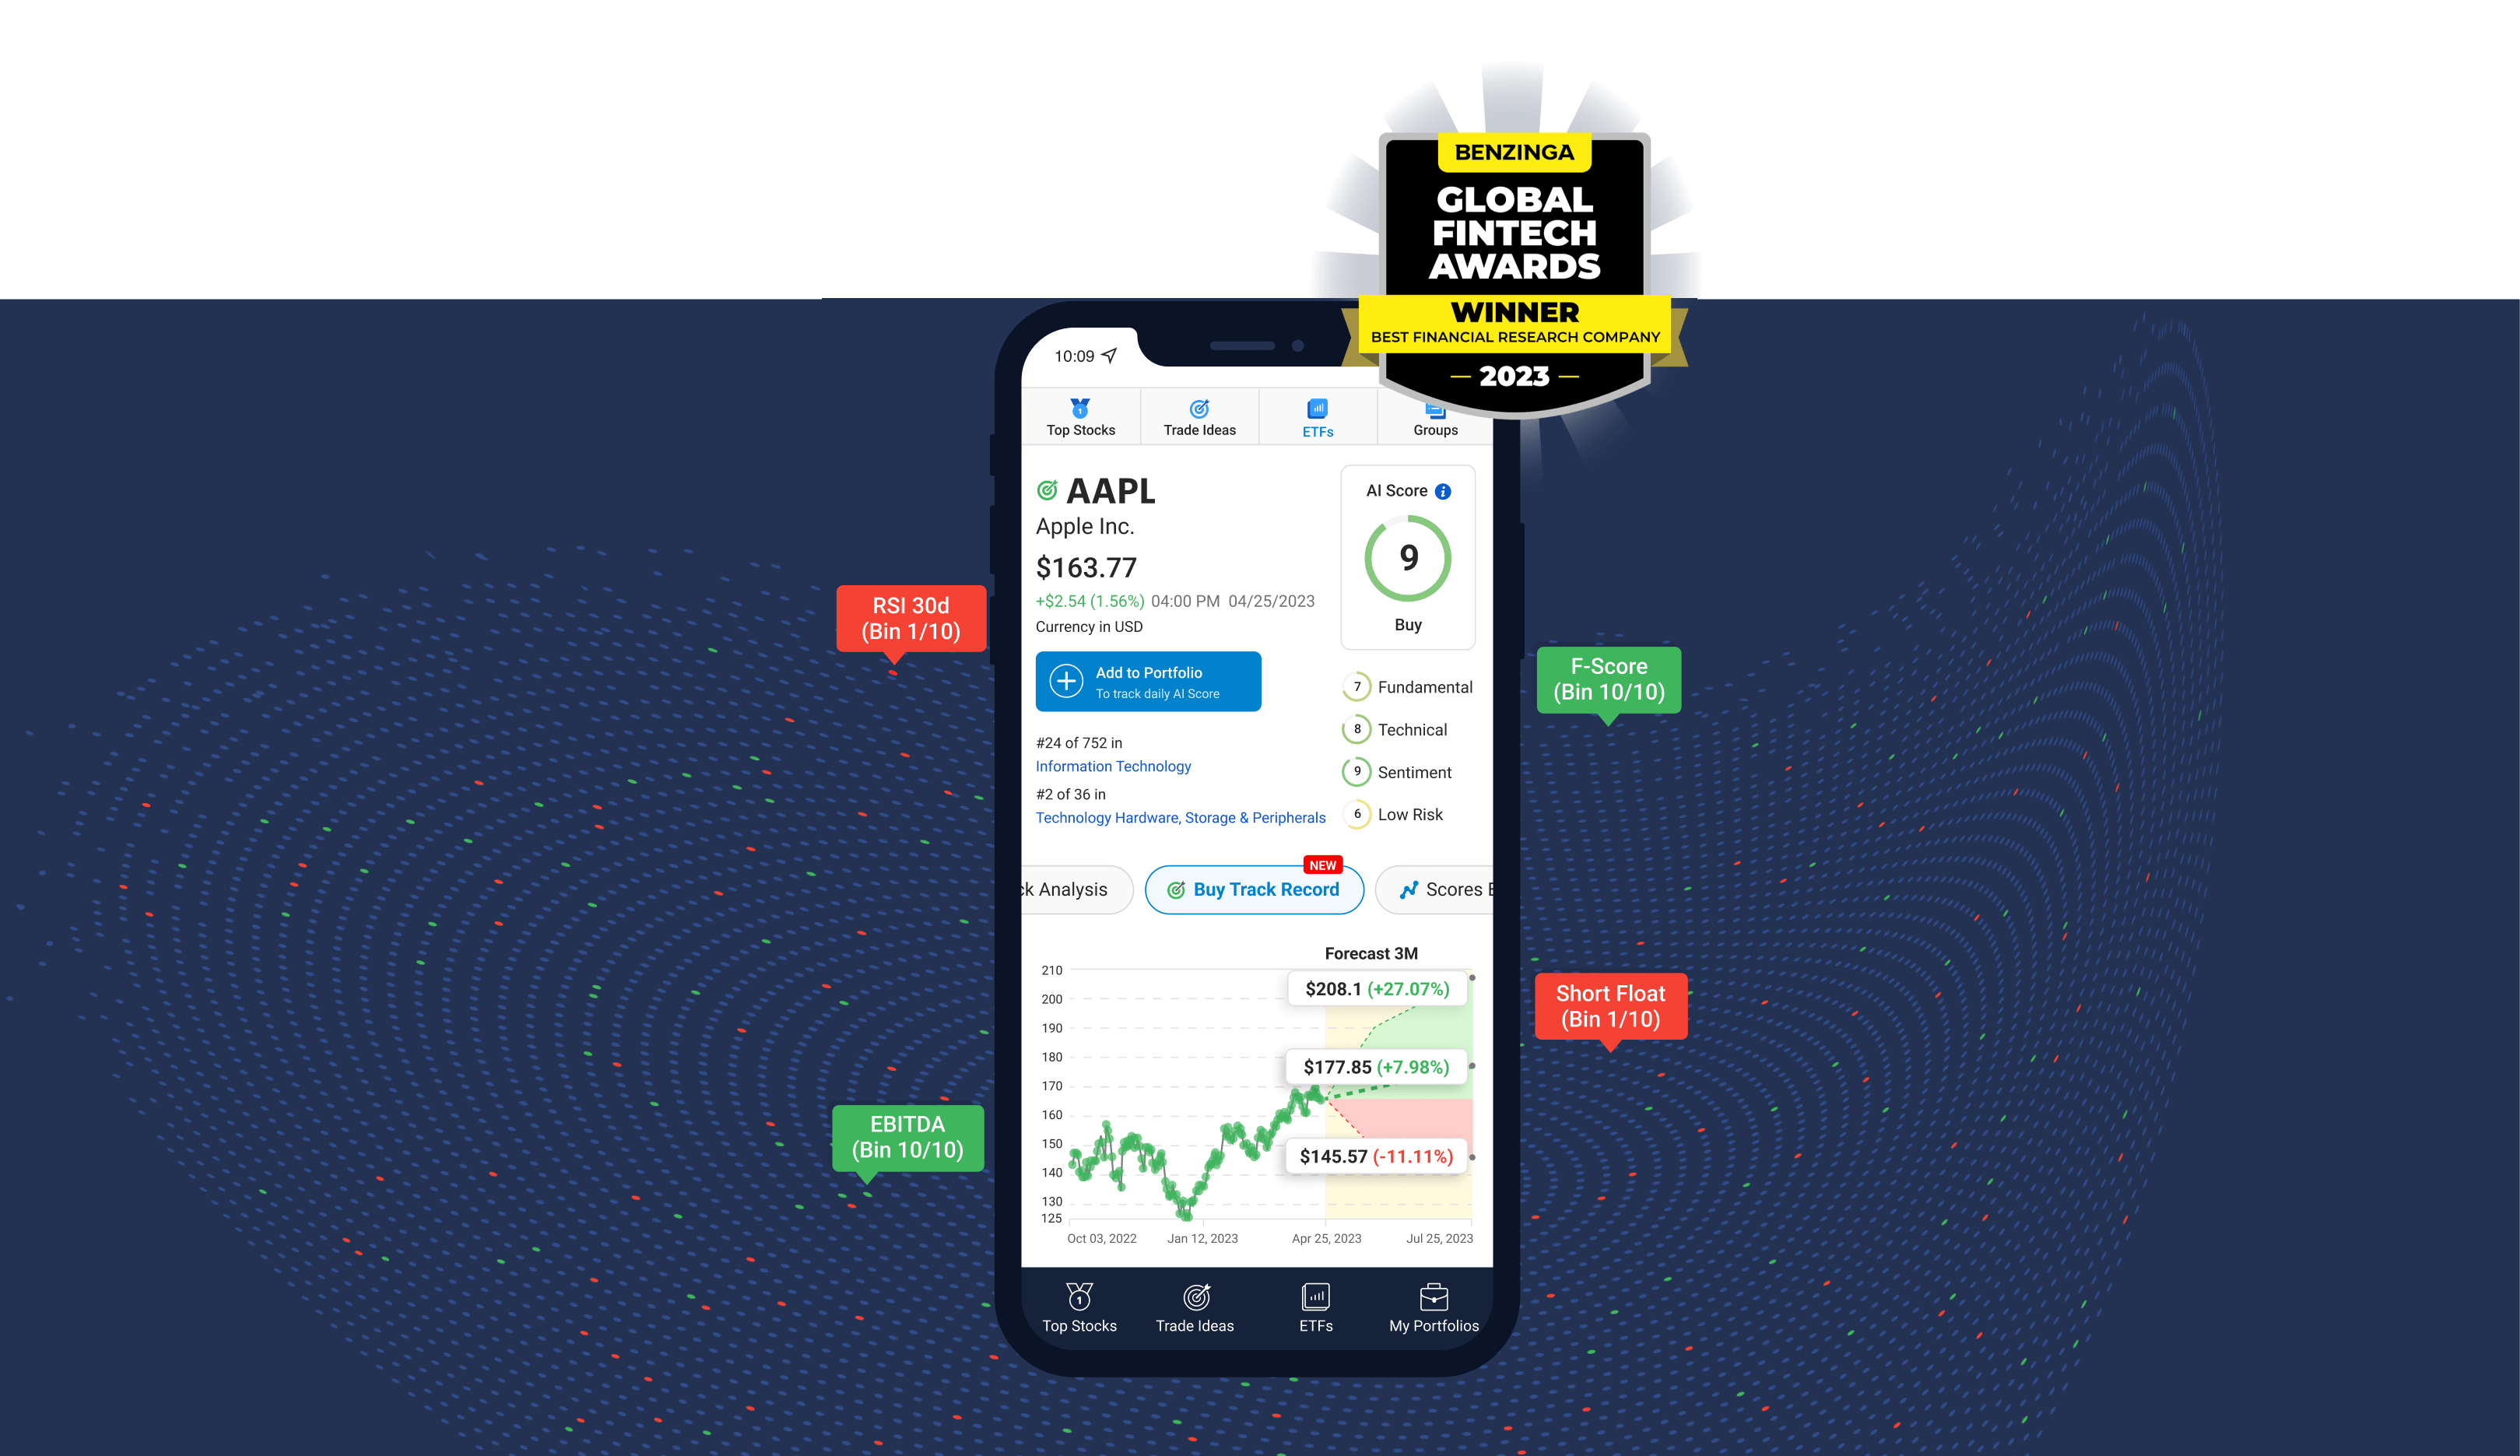 BENZINGA
GLOBAL
FINTECH
AWARDS
WINNER
BEST FINANCIAL RESEARCH COMPANY
2023
10:09
Top Stocks
Trade Ideas
ETFs
Groups
AAPL
Apple Inc.
$163.77
+$2.54 (1.56%) 04:00 PM 04/25/2023
Currency in USD
AI Score
9
Buy
Add to Portfolio
To track daily AI Score
7 Fundamental
8 Technical
9 Sentiment
6 Low Risk
#24 of 752 in
Information Technology
#2 of 36 in
Technology Hardware, Storage & Peripherals
RSI 30d
(Bin 1/10)
F-Score
(Bin 10/10)
Short Float
(Bin 1/10)
EBITDA
(Bin 10/10)
ck Analysis
NEW
Buy Track Record
Scores
Forecast 3M
210
200
190
180
170
160
150
140
130
125
$208.1 (+27.07%)
$177.85 (+7.98%)
$145.57 (-11.11%)
Oct 03, 2022
Jan 12, 2023
Apr 25, 2023
Jul 25, 2023
1
Top Stocks
Trade Ideas
ETFs
My Portfolios